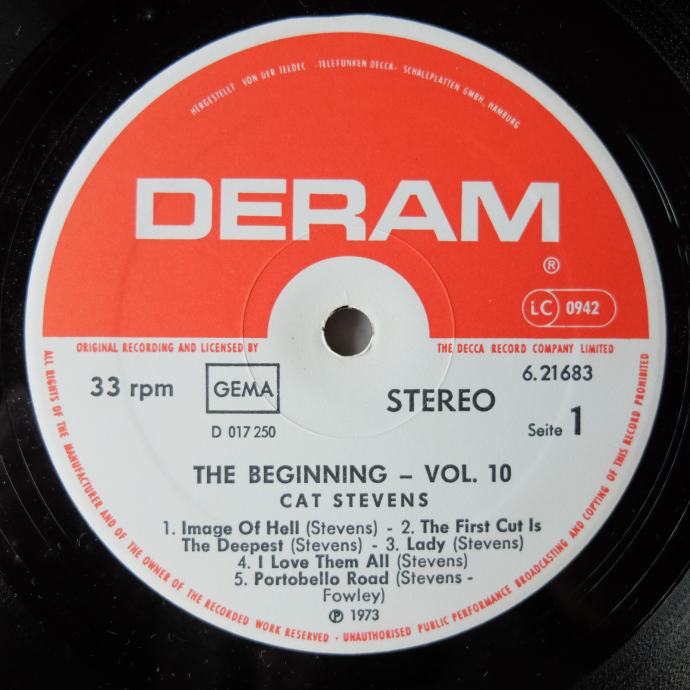 HERGESTELLT VON DER TELDEC »TELEFUNKEN DECCA« SCHALLPLATTEN GMBH, HAMBURG
DERAM
®
LC 0942
ORIGINAL RECORDING AND LICENSED BY THE DECCA RECORD COMPANY LIMITED
33 rpm
GEMA
STEREO
6.21683
D 017 250
Seite 1
THE BEGINNING – VOL. 10
CAT STEVENS
1. Image Of Hell (Stevens) - 2. The First Cut Is
The Deepest (Stevens) - 3. Lady (Stevens)
4. I Love Them All (Stevens)
5. Portobello Road (Stevens -
Fowley)
℗ 1973
ALL RIGHTS OF THE MANUFACTURER AND OF THE OWNER OF THE RECORDED WORK RESERVED - UNAUTHORISED PUBLIC PERFORMANCE BROADCASTING AND COPYING OF THIS RECORD PROHIBITED